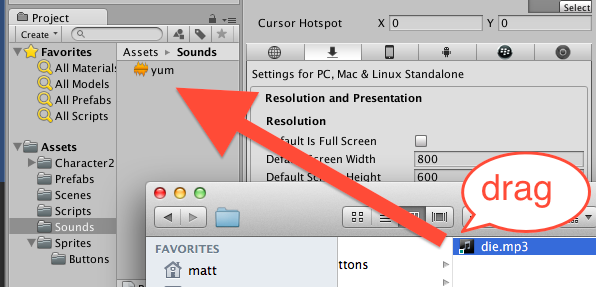 Select
Project
Cursor Hotspot X 0 Y 0
Create
Favorites
All Materials
All Models
All Prefabs
All Scripts
Assets
Character2
Prefabs
Scenes
Scripts
Sounds
Sprites
Buttons
Assets Sounds
yum
Settings for PC, Mac & Linux Standalone
Resolution and Presentation
Resolution
Default Is Full Screen
Default Screen Width 800
Default Screen Height 600
drag
FAVORITES
matt
ttons
die.mp3